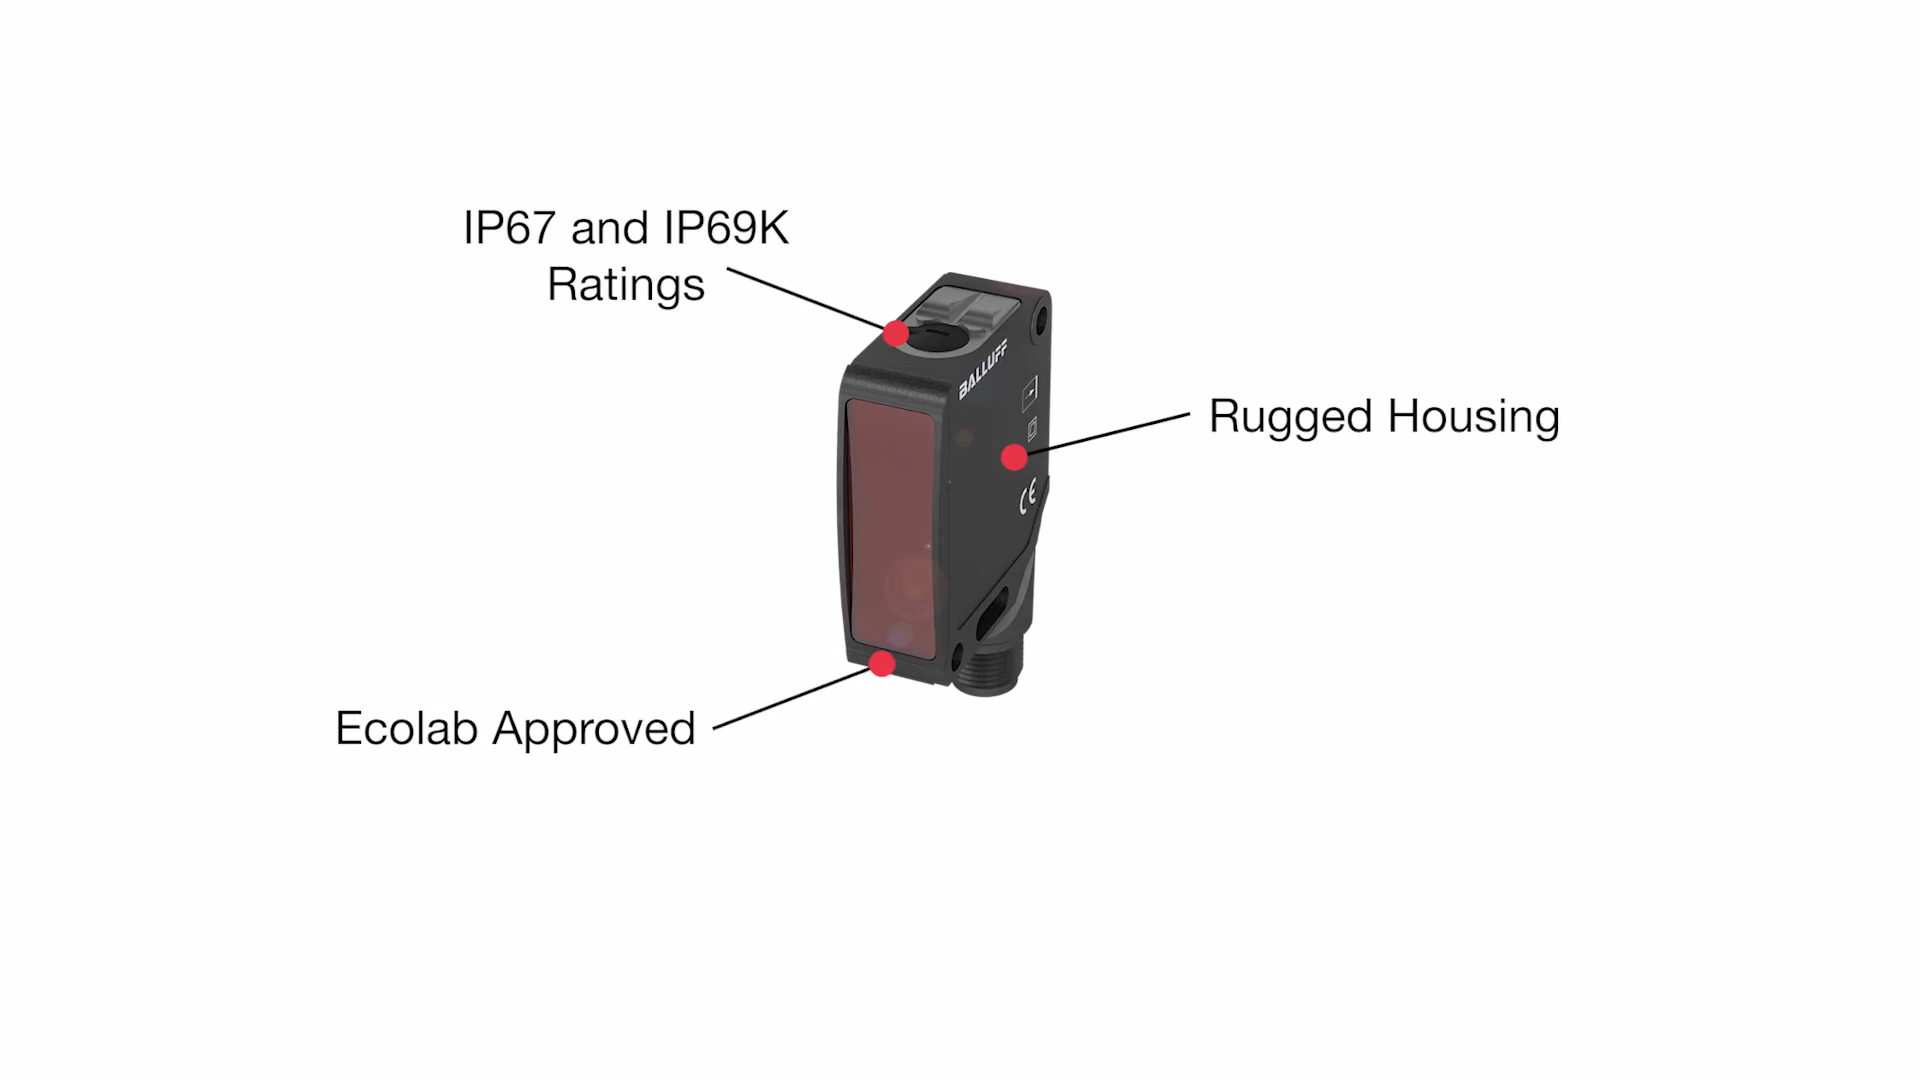 IP67 and IP69K
Ratings
BALLUFF
Rugged Housing
CE
Ecolab Approved